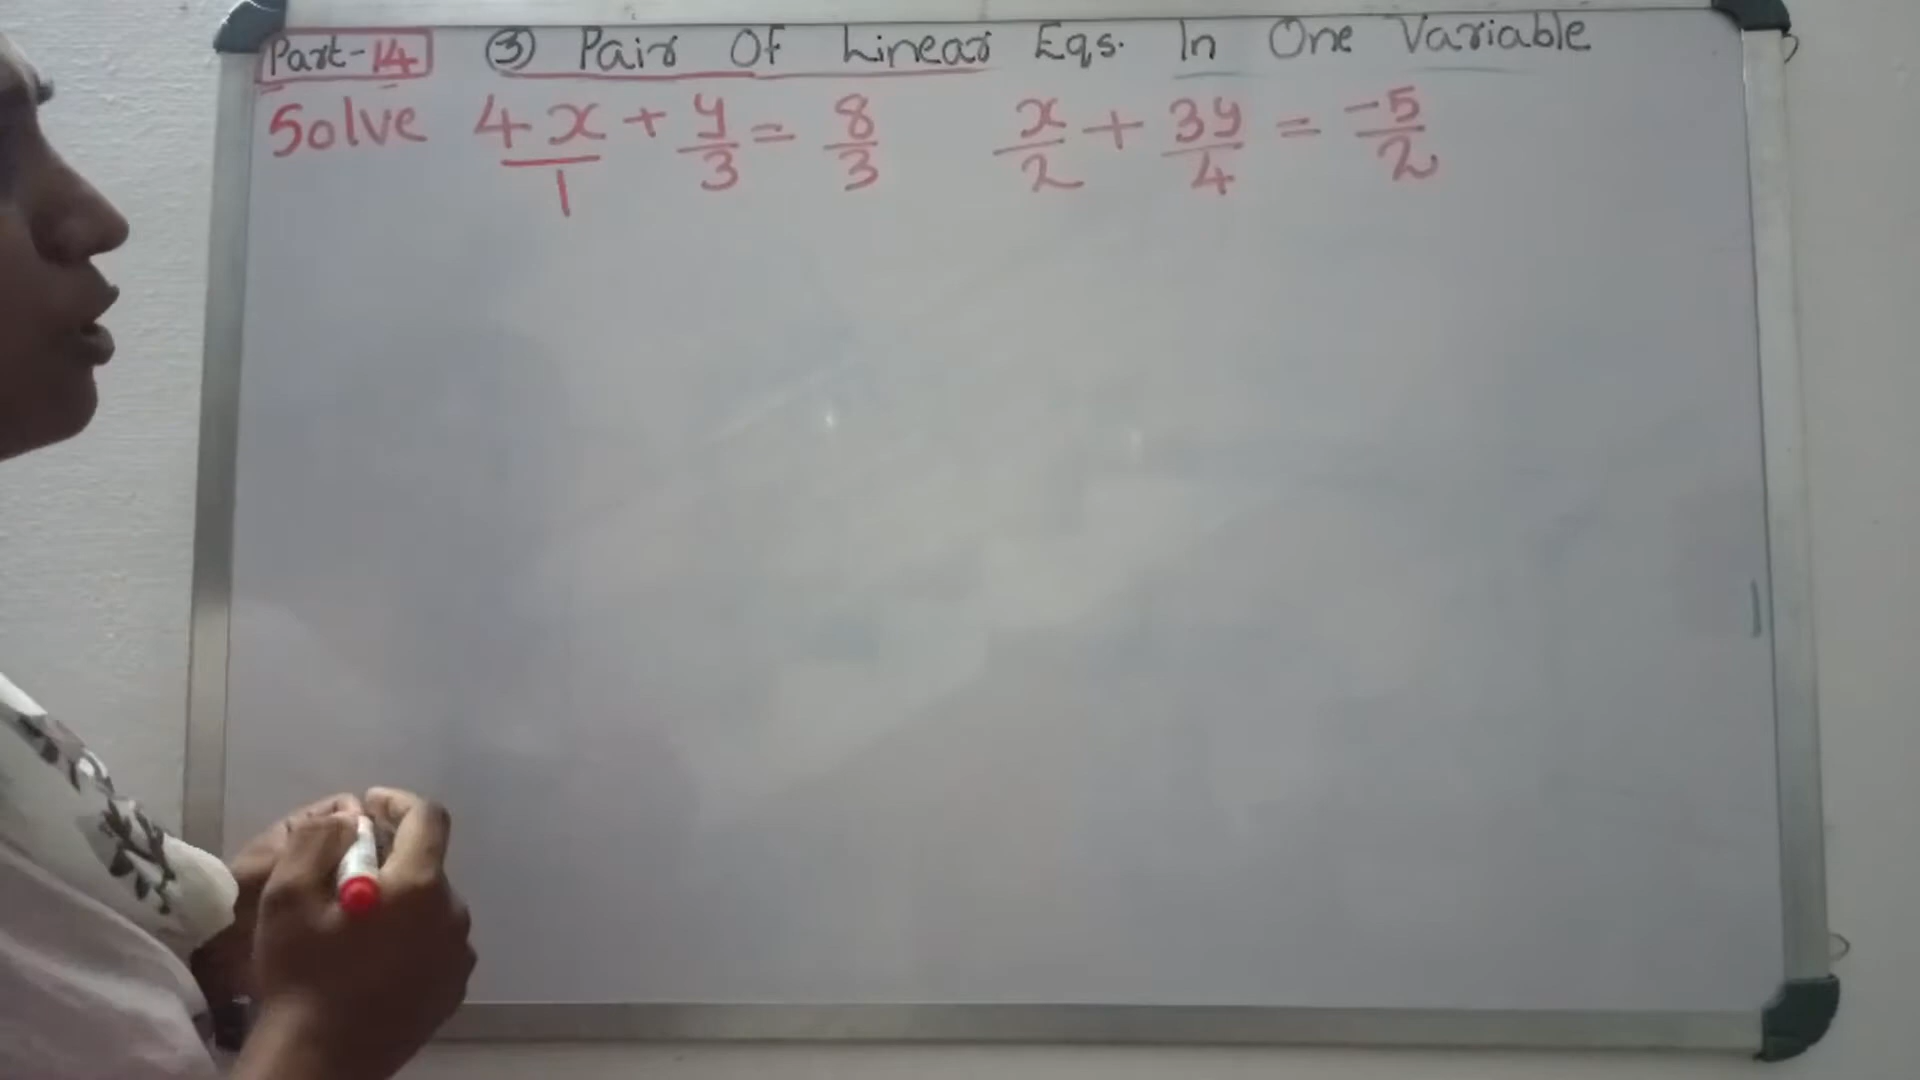 Part-14 ③ Pair Of Linear Eqs. In One Variable
Solve 4x/1 + y/3 = 8/3 x/2 + 3y/4 = -5/2